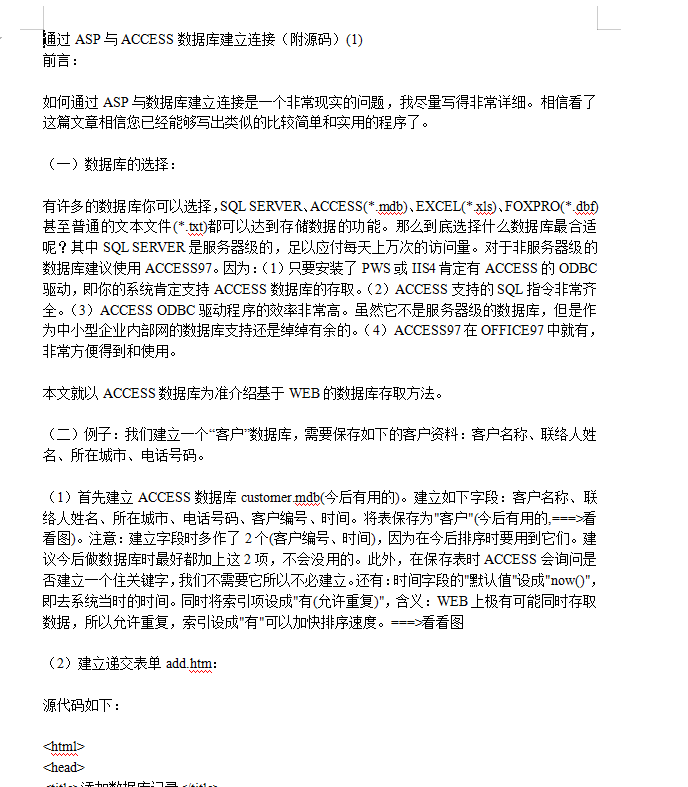 通过 ASP 与 ACCESS 数据库建立连接（附源码）(1)
前言：
如何通过 ASP 与数据库建立连接是一个非常现实的问题，我尽量写得非常详细。相信看了
这篇文章相信您已经能够写出类似的比较简单和实用的程序了。
（一）数据库的选择：
有许多的数据库你可以选择，SQL SERVER、ACCESS(*.mdb)、EXCEL(*.xls)、FOXPRO(*.dbf)
甚至普通的文本文件(*.txt)都可以达到存储数据的功能。那么到底选择什么数据库最合适
呢？其中 SQL SERVER 是服务器级的，足以应付每天上万次的访问量。对于非服务器级的
数据库建议使用 ACCESS97。因为：（1）只要安装了 PWS 或 IIS4 肯定有 ACCESS 的 ODBC
驱动，即你的系统肯定支持 ACCESS 数据库的存取。（2）ACCESS 支持的 SQL 指令非常齐
全。（3）ACCESS ODBC 驱动程序的效率非常高。虽然它不是服务器级的数据库，但是作
为中小型企业内部网的数据库支持还是绰绰有余的。（4）ACCESS97 在 OFFICE97 中就有，
非常方便得到和使用。
本文就以 ACCESS 数据库为准介绍基于 WEB 的数据库存取方法。
（二）例子：我们建立一个“客户”数据库，需要保存如下的客户资料：客户名称、联络人姓
名、所在城市、电话号码。
（1）首先建立 ACCESS 数据库 customer.mdb(今后有用的)。建立如下字段：客户名称、联
络人姓名、所在城市、电话号码、客户编号、时间。将表保存为"客户"(今后有用的,===>看
看图)。注意：建立字段时多作了 2 个(客户编号、时间)，因为在今后排序时要用到它们。建
议今后做数据库时最好都加上这 2 项，不会没用的。此外，在保存表时 ACCESS 会询问是
否建立一个住关键字，我们不需要它所以不必建立。还有：时间字段的"默认值"设成"now()"，
即去系统当时的时间。同时将索引项设成"有(允许重复)"，含义：WEB 上极有可能同时存取
数据，所以允许重复，索引设成"有"可以加快排序速度。===>看看图
（2）建立递交表单 add.htm：
源代码如下：
<html>
<head>
<title>添加数据库记录</title>